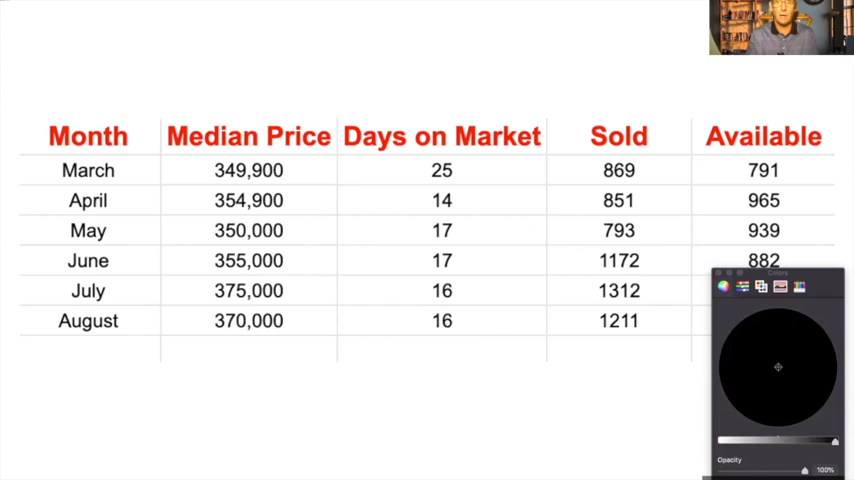 Month Median Price Days on Market Sold Available
March 349,900 25 869 791
April 354,900 14 851 965
May 350,000 17 793 939
June 355,000 17 1172 882
July 375,000 16 1312
August 370,000 16 1211
Colors
Opacity
100%